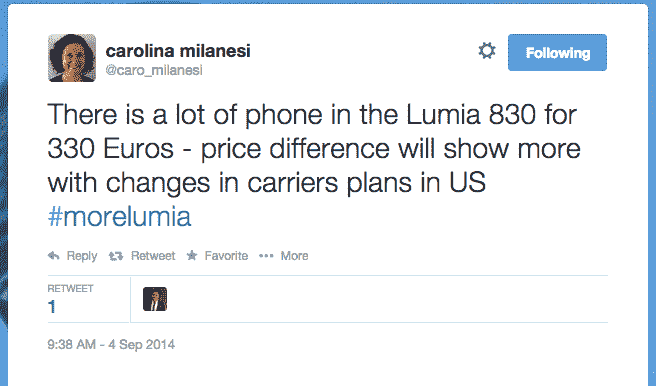 carolina milanesi
@caro_milanesi
Following
There is a lot of phone in the Lumia 830 for
330 Euros - price difference will show more
with changes in carriers plans in US
#morelumia
Reply Retweet Favorite More
RETWEET
1
9:38 AM - 4 Sep 2014